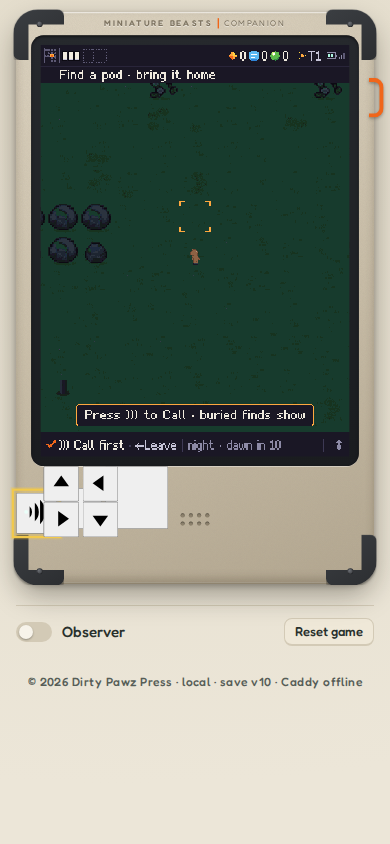 MINIATURE BEASTS | COMPANION
0 0 0 T1
Find a pod · bring it home
Press ))) to Call · buried finds show
))) Call first · ←Leave | night · dawn in 10
Observer
Reset game
© 2026 Dirty Pawz Press · local · save v10 · Caddy offline